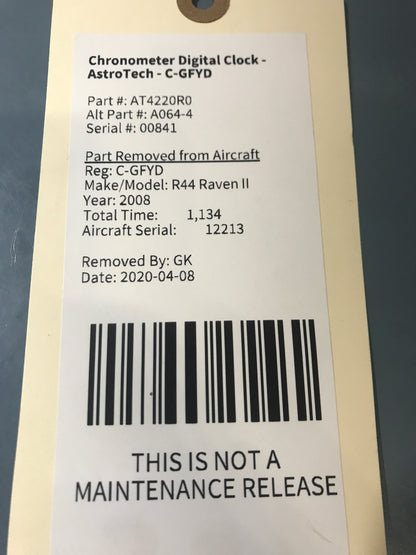 Chronometer Digital Clock -
AstroTech - C-GFYD
Part #: AT4220R0
Alt Part #: A064-4
Serial #: 00841
Part Removed from Aircraft
Reg: C-GFYD
Make/Model: R44 Raven ll
Year: 2008
Total Time: 1,134
Aircraft Serial: 12213
Removed By: GK
Date: 2020-04-08
THIS IS NOT A
MAINTENANCE RELEASE